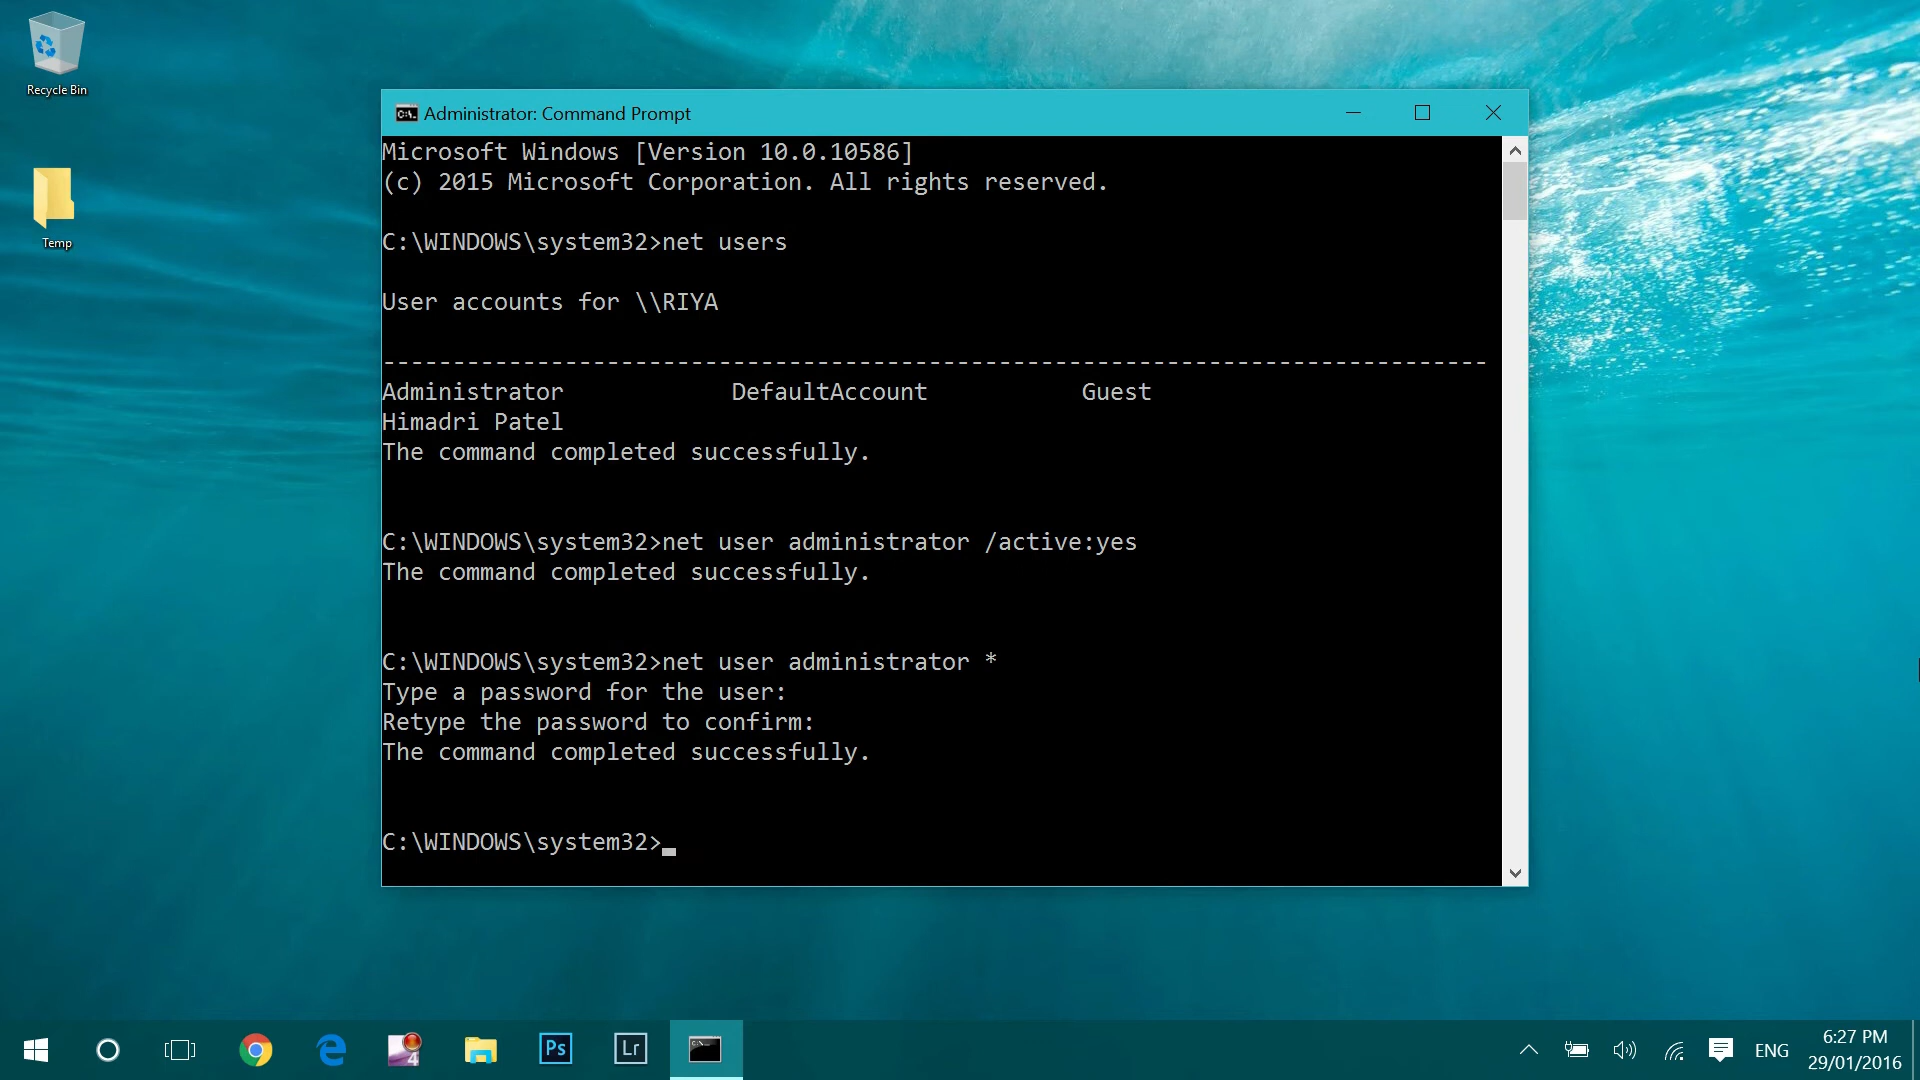 Recycle Bin
Temp
Administrator: Command Prompt
Microsoft Windows [Version 10.0.10586]
(c) 2015 Microsoft Corporation. All rights reserved.
C:\WINDOWS\system32>net users
User accounts for \\RIYA
-------------------------------------------------------------------------------
Administrator            DefaultAccount           Guest
Himadri Patel
The command completed successfully.
C:\WINDOWS\system32>net user administrator /active:yes
The command completed successfully.
C:\WINDOWS\system32>net user administrator *
Type a password for the user:
Retype the password to confirm:
The command completed successfully.
C:\WINDOWS\system32>
4
Ps
Lr
ENG
6:27 PM
29/01/2016